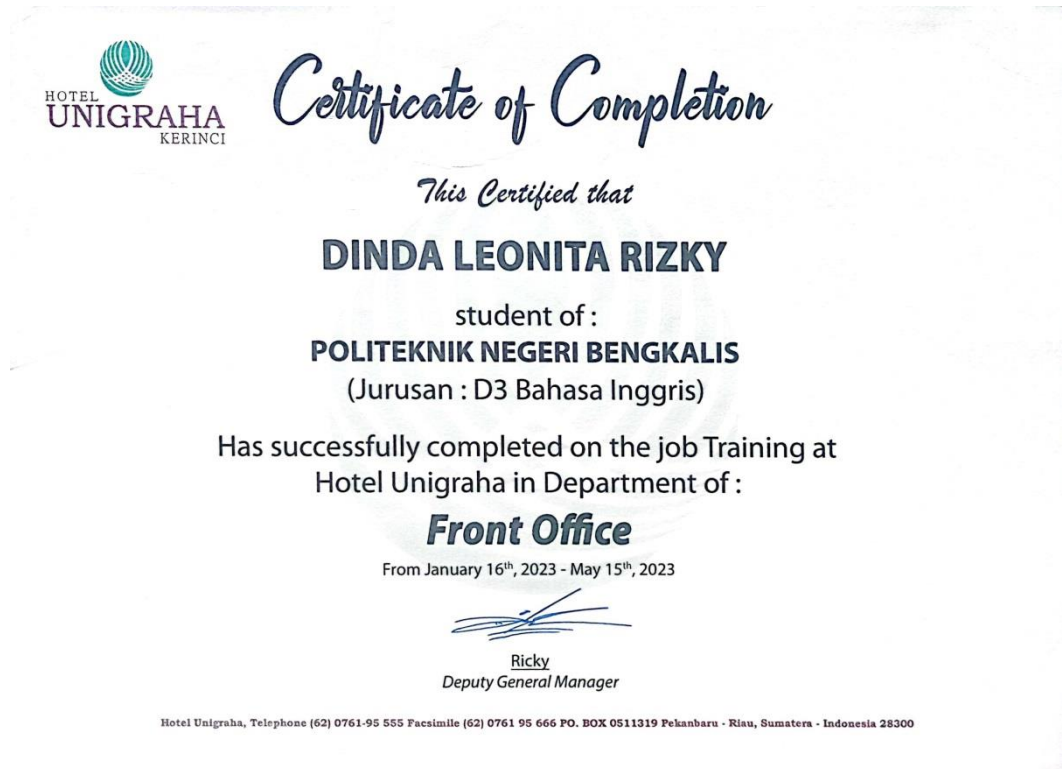 HOTEL
UNIGRAHA
KERINCI
Certificate of Completion
This Certified that
DINDA LEONITA RIZKY
student of :
POLITEKNIK NEGERI BENGKALIS
(Jurusan : D3 Bahasa Inggris)
Has successfully completed on the job Training at
Hotel Unigraha in Department of :
Front Office
From January 16th, 2023 - May 15th, 2023
Ricky
Deputy General Manager
Hotel Unigraha, Telephone (62) 0761-95 555 Facsimile (62) 0761 95 666 PO. BOX 0511319 Pekanbaru - Riau, Sumatera - Indonesia 28300